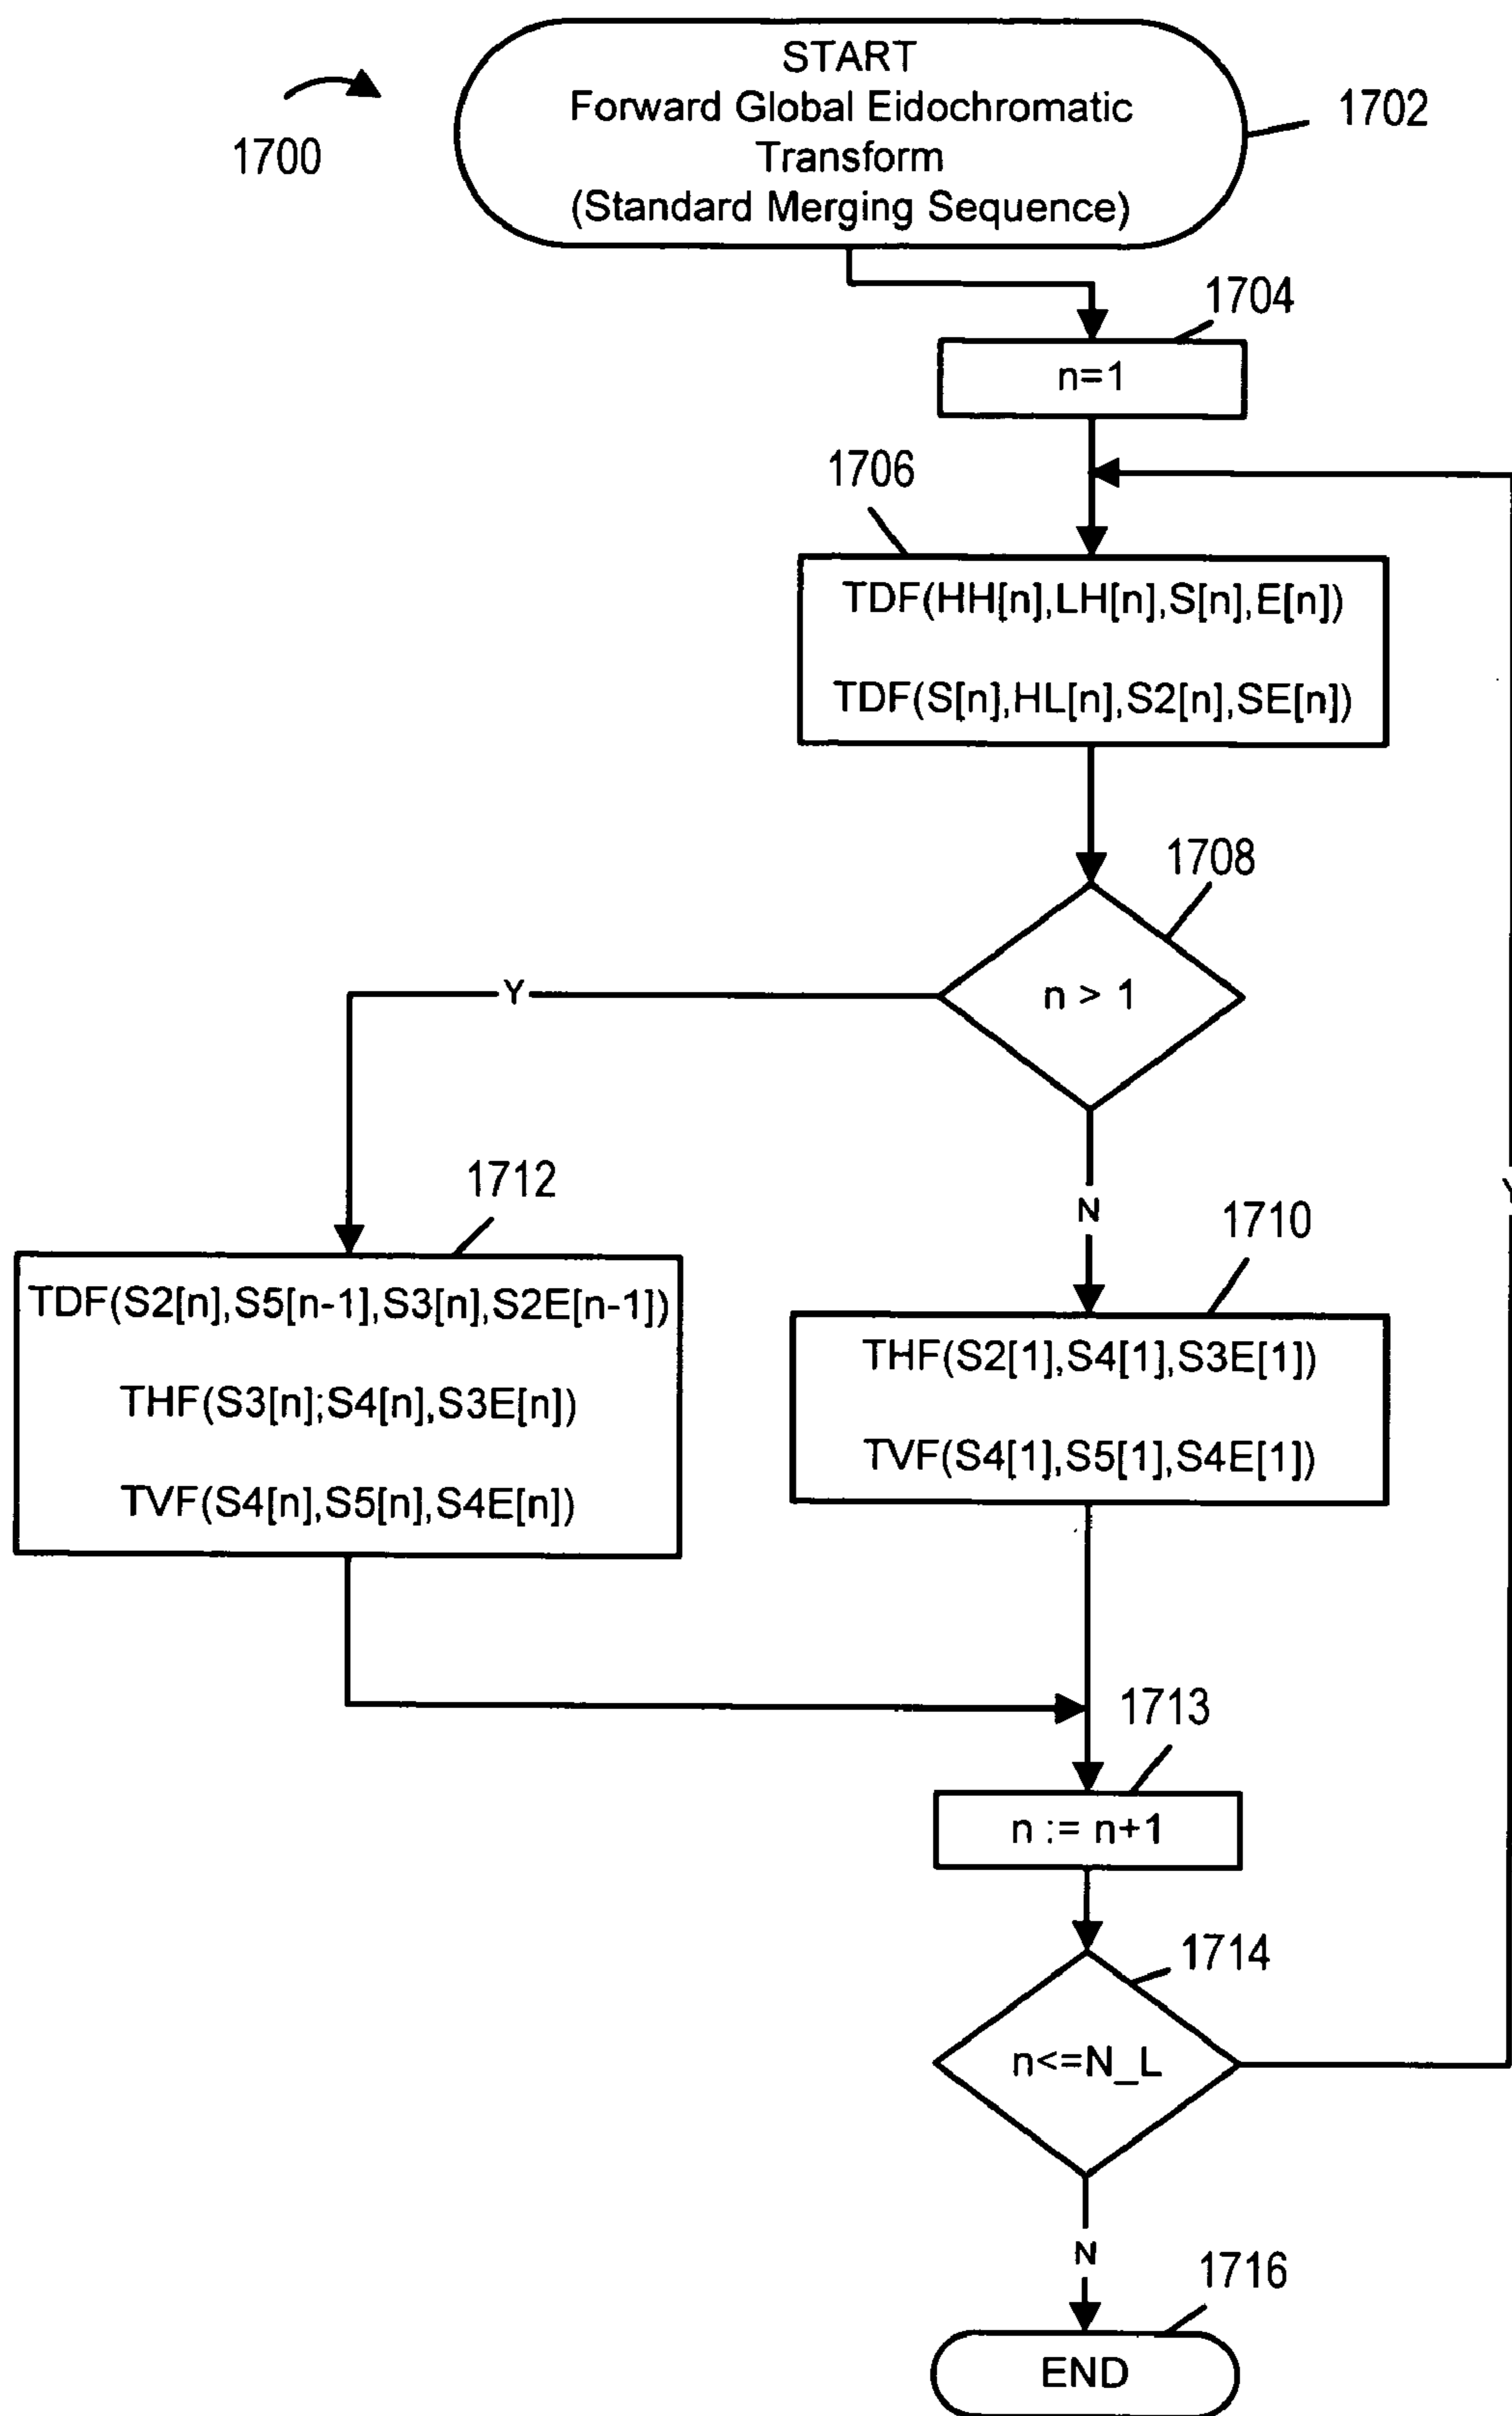 START
Forward Global Eidochromatic
Transform
(Standard Merging Sequence)
1702
1700
1704
n=1
1706
TDF(HH[n],LH[n],S[n],E[n])
TDF(S[n],HL[n],S2[n],SE[n])
1708
n > 1
Y
N
Y
1712
TDF(S2[n],S5[n-1],S3[n],S2E[n-1])
THF(S3[n];S4[n],S3E[n])
TVF(S4[n],S5[n],S4E[n])
1710
THF(S2[1],S4[1],S3E[1])
TVF(S4[1],S5[1],S4E[1])
1713
n := n+1
1714
n<=N_L
N
1716
END